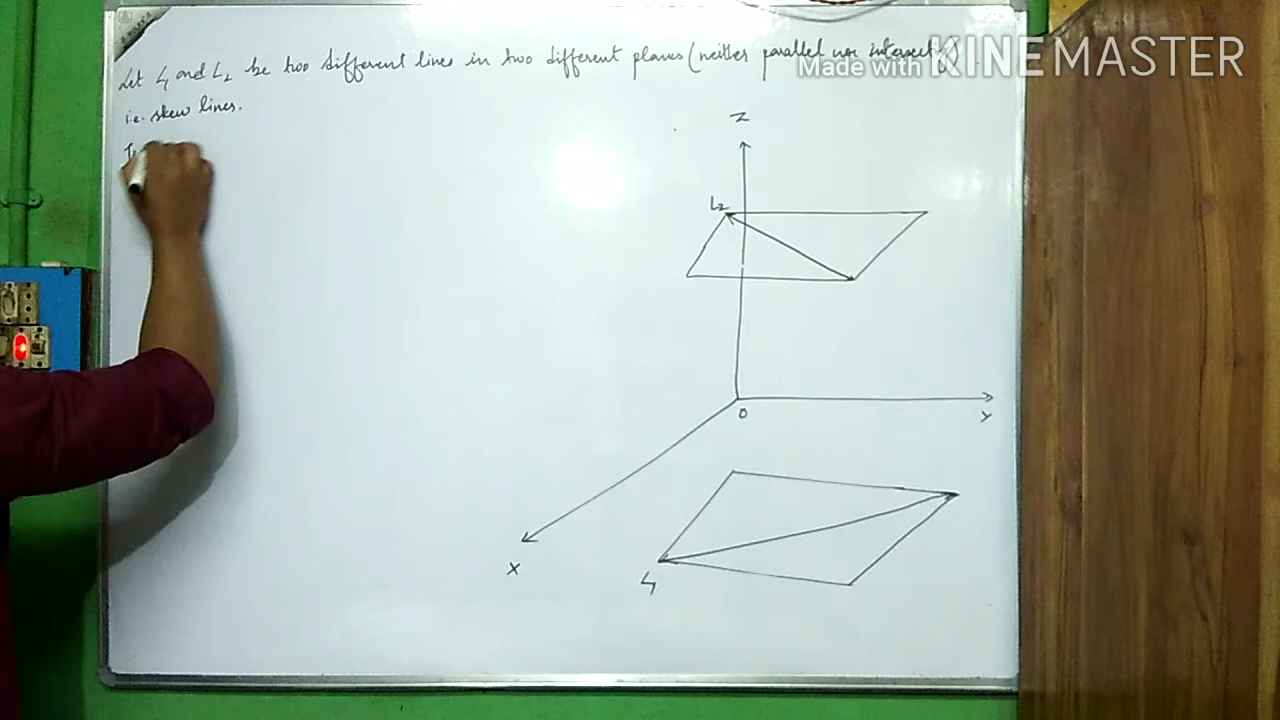 Let L₁ and L₂ be two different lines in two different planes (neither parallel nor intersecting)
i.e. skew lines.
Made with KINEMASTER
Z
L₂
O
Y
X
L₁